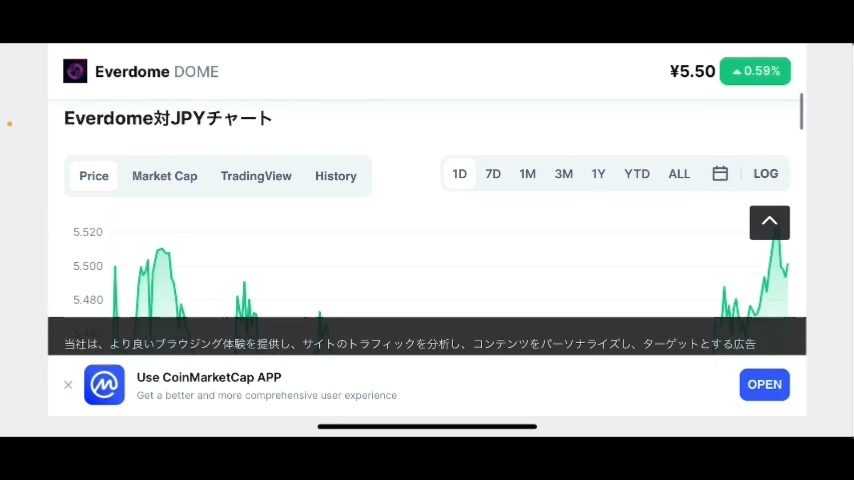 Everdome DOME
¥5.50 0.59%
Everdome対JPYチャート
Price Market Cap TradingView History
1D 7D 1M 3M 1Y YTD ALL LOG
5.520
5.500
5.480
5.460
当社は、より良いブラウジング体験を提供し、サイトのトラフィックを分析し、コンテンツをパーソナライズし、ターゲットとする広告
Use CoinMarketCap APP
Get a better and more comprehensive user experience
OPEN